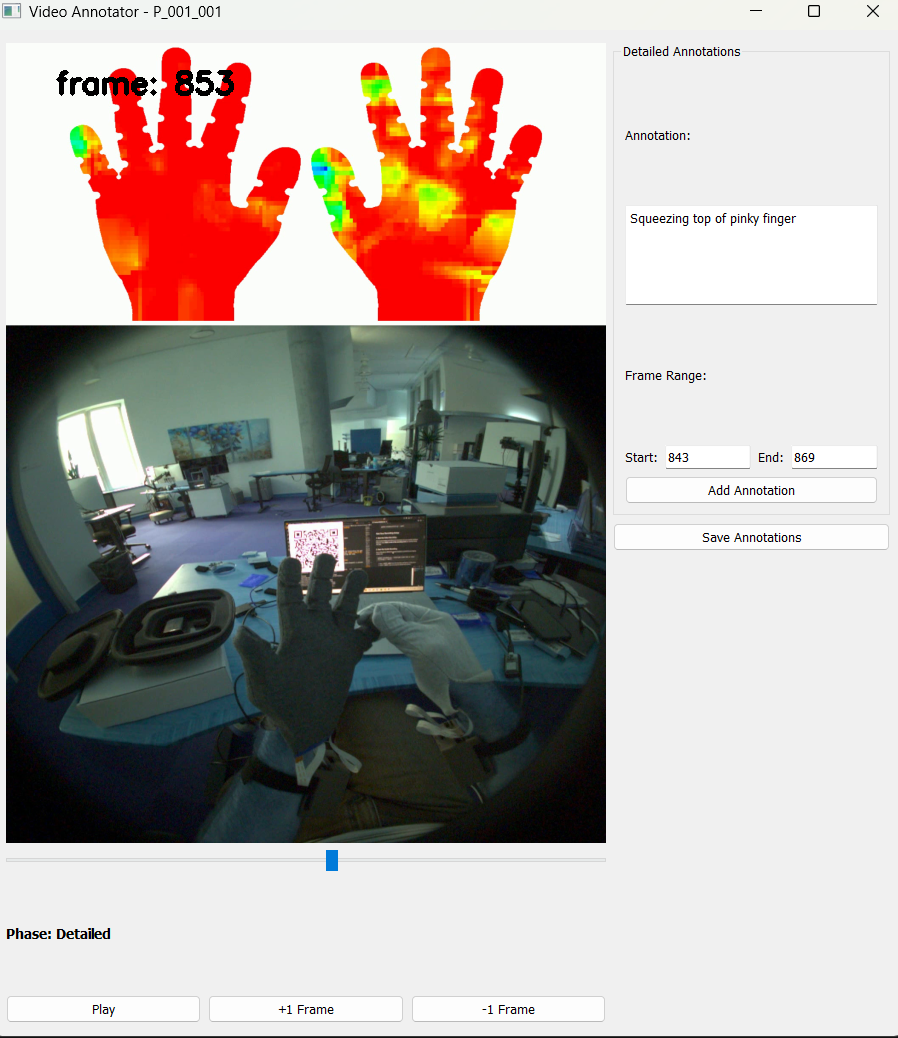 Video Annotator - P_001_001
frame: 853
Detailed Annotations
Annotation:
Squeezing top of pinky finger
Frame Range:
Start: 843 End: 869
Add Annotation
Save Annotations
Phase: Detailed
Play +1 Frame -1 Frame